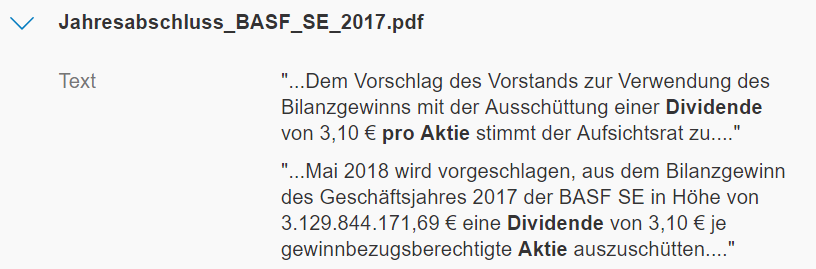 Jahresabschluss_BASF_SE_2017.pdf
Text
"...Dem Vorschlag des Vorstands zur Verwendung des
Bilanzgewinns mit der Ausschüttung einer Dividende
von 3,10 € pro Aktie stimmt der Aufsichtsrat zu...."
"...Mai 2018 wird vorgeschlagen, aus dem Bilanzgewinn
des Geschäftsjahres 2017 der BASF SE in Höhe von
3.129.844.171,69 € eine Dividende von 3,10 € je
gewinnbezugsberechtigte Aktie auszuschütten...."